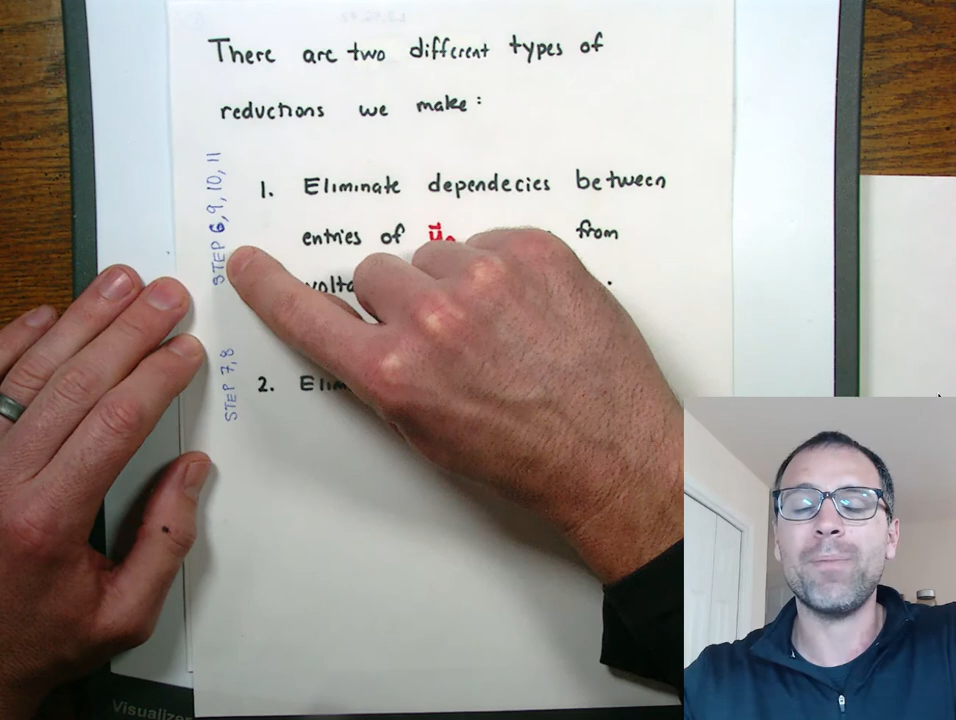 There are two different types of
reductions we make:
STEP 6, 9, 10, 11
1. Eliminate dependecies between
entries of
from
STEP 7,8
2.
Visualizer